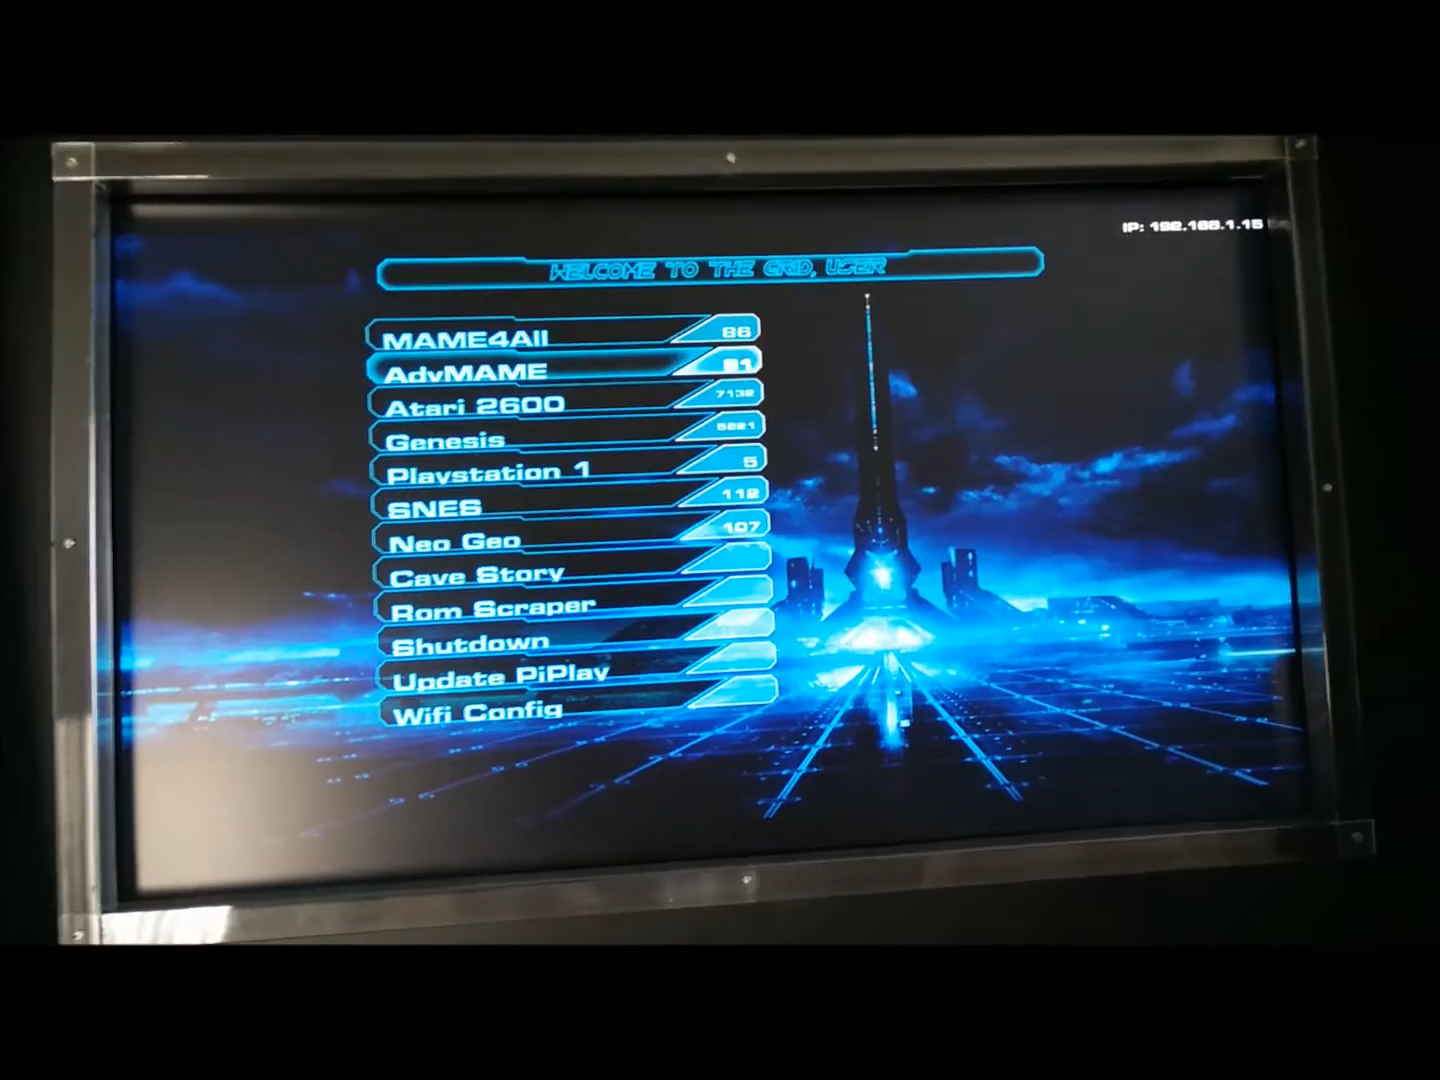 IP: 192.168.1.15
WELCOME TO THE GRID, USER
MAME4All 86
AdvMAME 81
Atari 2600 7132
Genesis 5221
Playstation 1 5
SNES 112
Neo Geo 107
Cave Story
Rom Scraper
Shutdown
Update PiPlay
Wifi Config